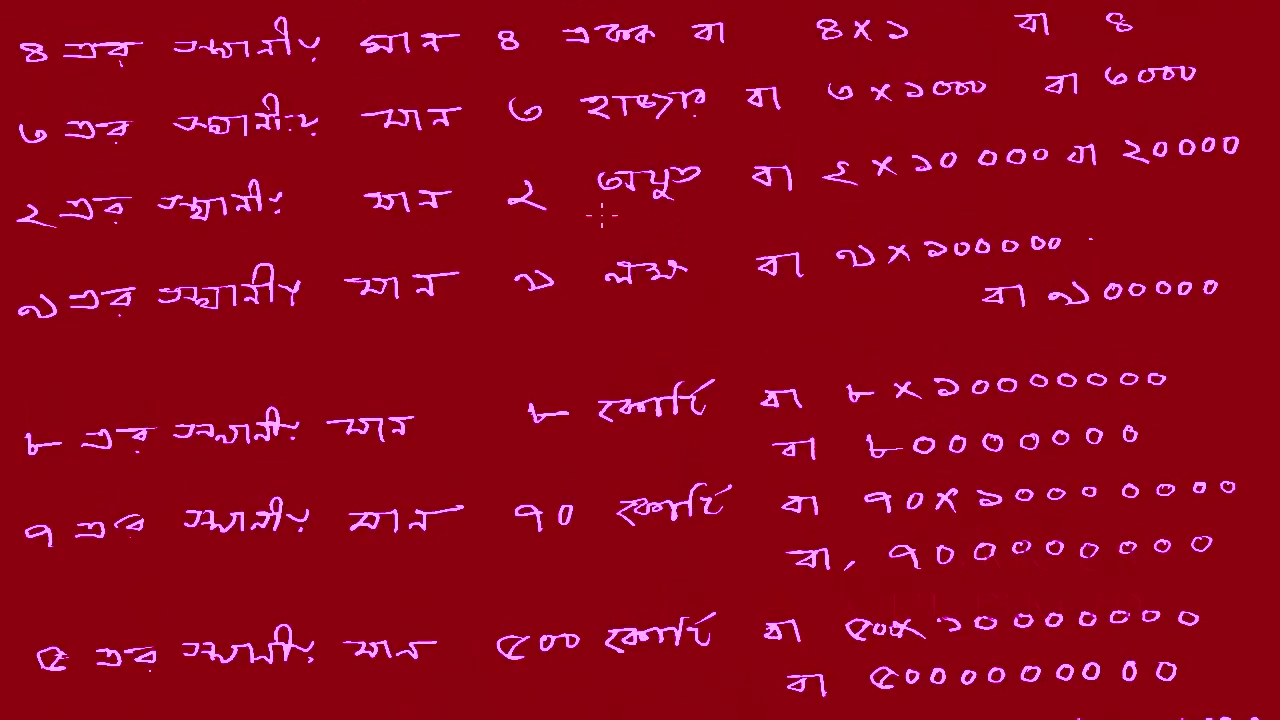 ৪ এর স্থানীয় মান ৪ একক বা ৪×১ বা ৪
৬ এর স্থানীয় মান ৬ হাজার বা ৬×১০০০ বা ৬০০০
২ এর স্থানীয় মান ২ অযুত বা ২×১০০০০ বা ২০০০০
৯ এর স্থানীয় মান ৯ লক্ষ বা ৯×১০০০০০
বা ৯০০০০০
৮ এর স্থানীয় মান ৮ কোটি বা ৮×১০০০০০০০
বা ৮০০০০০০০
৭ এর স্থানীয় মান ৭০ কোটি বা ৭০×১০০০০০০০
বা, ৭০০০০০০০০
৫ এর স্থানীয় মান ৫০০ কোটি বা ৫০০×১০০০০০০০
বা ৫০০০০০০০০